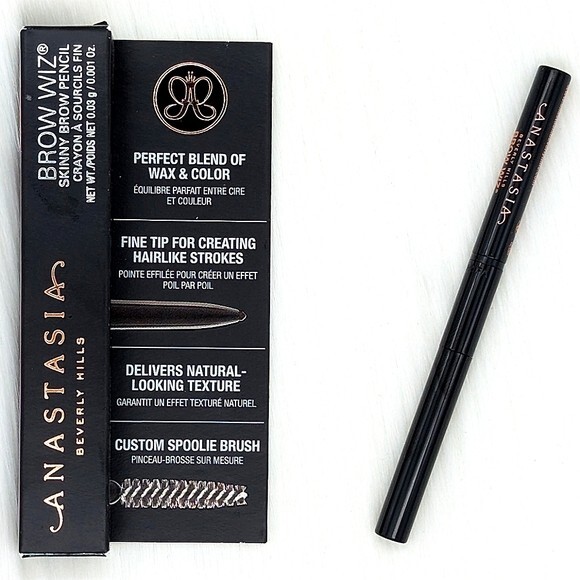 BROW WIZ®
SKINNY BROW PENCIL
CRAYON À SOURCILS FIN
NET WT./POIDS NET 0.03 g / 0.001 Oz.
ANASTASIA
BEVERLY HILLS
PERFECT BLEND OF
WAX & COLOR
ÉQUILIBRE PARFAIT ENTRE CIRE
ET COULEUR
FINE TIP FOR CREATING
HAIRLIKE STROKES
POINTE EFFILÉE POUR CRÉER UN EFFET
POIL PAR POIL
DELIVERS NATURAL-
LOOKING TEXTURE
GARANTIT UN EFFET TEXTURÉ NATUREL
CUSTOM SPOOLIE BRUSH
PINCEAU-BROSSE SUR MESURE
ANASTASIA
BEVERLY HILLS